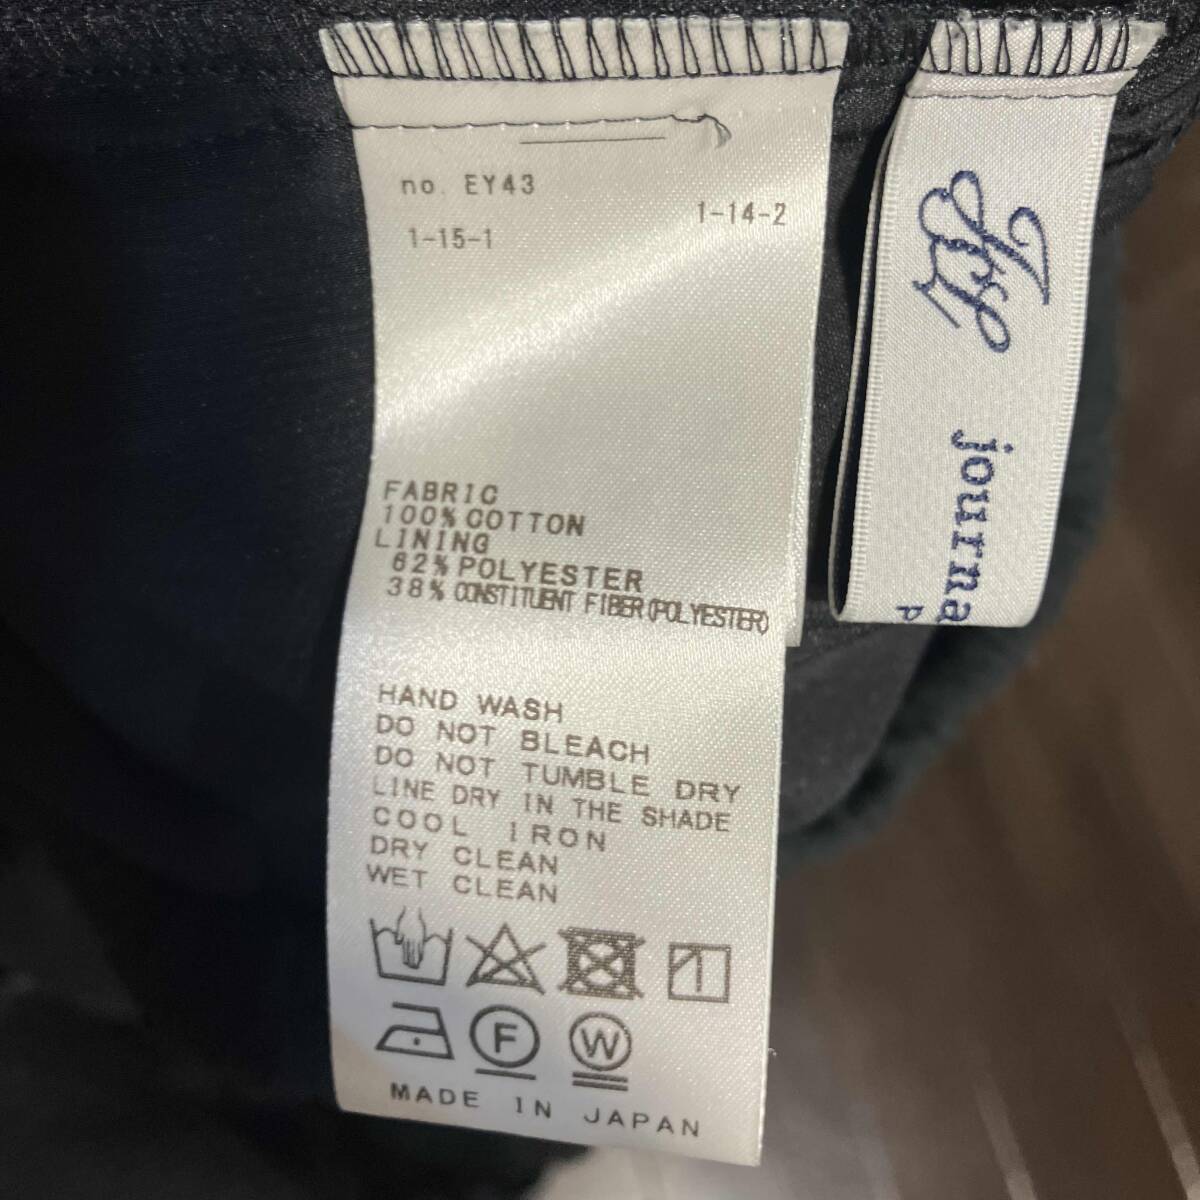 no. EY43
1-14-2
1-15-1
FABRIC
100% COTTON
LINING
62% POLYESTER
38% CONSTITUENT FIBER(POLYESTER)
HAND WASH
DO NOT BLEACH
DO NOT TUMBLE DRY
LINE DRY IN THE SHADE
COOL IRON
DRY CLEAN
WET CLEAN
F
W
MADE IN JAPAN
journa
P